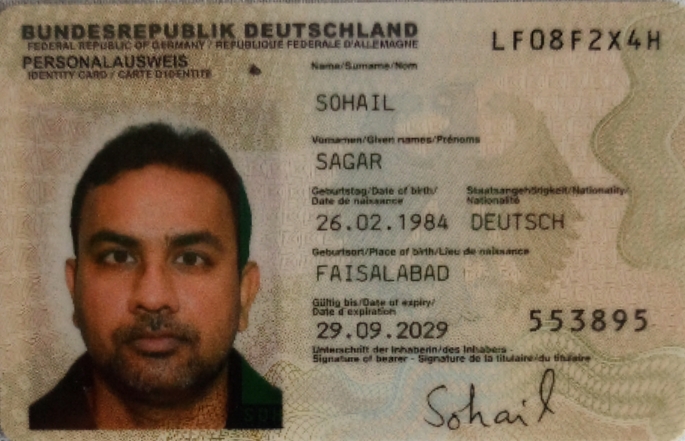 BUNDESREPUBLIK DEUTSCHLAND
FEDERAL REPUBLIC OF GERMANY / REPUBLIQUE FEDERALE D'ALLEMAGNE
PERSONALAUSWEIS
IDENTITY CARD / CARTE D'IDENTITE
LF08F2X4H
Name/Surname/Nom
SOHAIL
Vornamen/Given names/Prénoms
SAGAR
Geburtstag/Date of birth/
Date de naissance
Staatsangehörigkeit/Nationality/
Nationalité
26.02.1984 DEUTSCH
Geburtsort/Place of birth/Lieu de naissance
FAISALABAD
Gültig bis/Date of expiry/
Date d'expiration
29.09.2029
553895
Unterschrift der Inhaberin/des Inhabers
Signature of bearer - Signature de la titulaire/du titulaire
Sohail